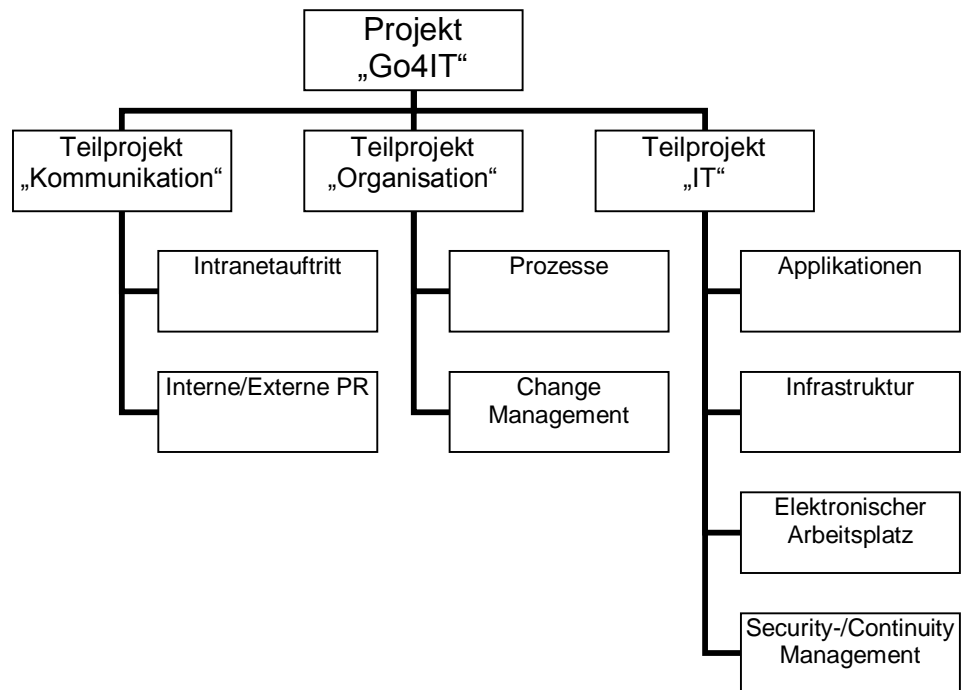 Projekt
„Go4IT“
Teilprojekt
„Kommunikation“
Teilprojekt
„Organisation“
Teilprojekt
„IT“
Intranetauftritt
Prozesse
Applikationen
Interne/Externe PR
Change
Management
Infrastruktur
Elektronischer
Arbeitsplatz
Security-/Continuity
Management